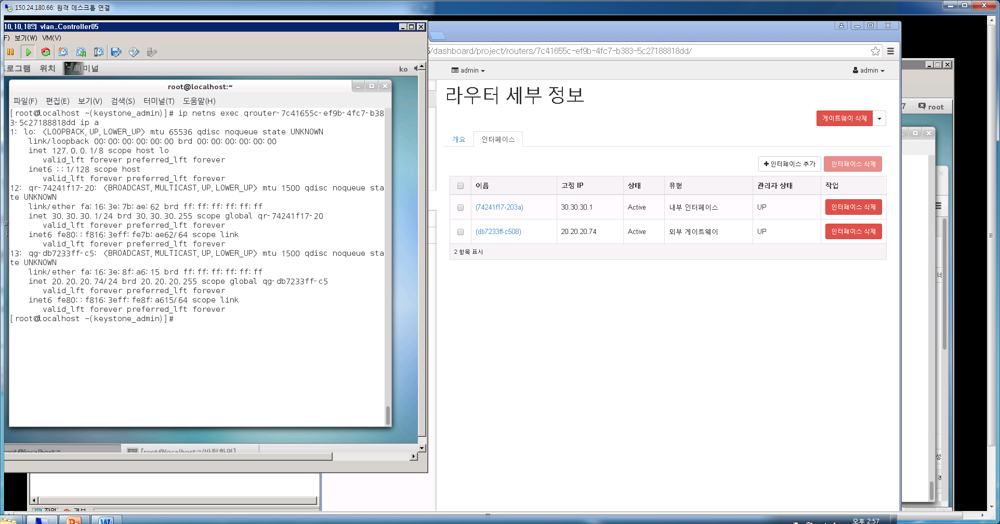 150.24.180.66: 원격 데스크톱 연결
10.10.18의 vlan_Controller05
F) 보기(W) VM(V)
프로그램 위치 터미널 ko
root@localhost:~
파일(F) 편집(E) 보기(V) 검색(S) 터미널(T) 도움말(H)
[root@localhost ~(keystone_admin)]# ip netns exec qrouter-7c41655c-ef9b-4fc7-b38
3-5c27188818dd ip a
1: lo: <LOOPBACK,UP,LOWER_UP> mtu 65536 qdisc noqueue state UNKNOWN
link/loopback 00:00:00:00:00:00 brd 00:00:00:00:00:00
inet 127.0.0.1/8 scope host lo
valid_lft forever preferred_lft forever
inet6 ::1/128 scope host
valid_lft forever preferred_lft forever
12: qr-74241f17-20: <BROADCAST,MULTICAST,UP,LOWER_UP> mtu 1500 qdisc noqueue sta
te UNKNOWN
link/ether fa:16:3e:7b:ae:62 brd ff:ff:ff:ff:ff:ff
inet 30.30.30.1/24 brd 30.30.30.255 scope global qr-74241f17-20
valid_lft forever preferred_lft forever
inet6 fe80::f816:3eff:fe7b:ae62/64 scope link
valid_lft forever preferred_lft forever
13: qg-db7233ff-c5: <BROADCAST,MULTICAST,UP,LOWER_UP> mtu 1500 qdisc noqueue sta
te UNKNOWN
link/ether fa:16:3e:8f:a6:15 brd ff:ff:ff:ff:ff:ff
inet 20.20.20.74/24 brd 20.20.20.255 scope global qg-db7233ff-c5
valid_lft forever preferred_lft forever
inet6 fe80::f816:3eff:fe8f:a615/64 scope link
valid_lft forever preferred_lft forever
[root@localhost ~(keystone_admin)]#
root@localhost:~ [root@localhost:~/바탕화면]
작업 경보
5/dashboard/project/routers/7c41655c-ef9b-4fc7-b383-5c27188818dd/
admin admin
라우터 세부 정보
게이트웨이 삭제
개요 인터페이스
인터페이스 추가 인터페이스 삭제
이름 고정 IP 상태 유형 관리자 상태 작업
(74241f17-203a) 30.30.30.1 Active 내부 인터페이스 UP 인터페이스 삭제
(db7233ff-c508) 20.20.20.74 Active 외부 게이트웨이 UP 인터페이스 삭제
2 항목 표시
7 root
네
성
오후 2:57